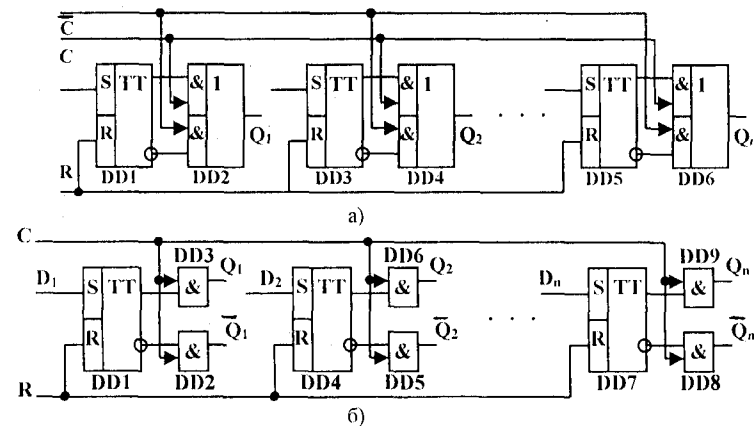 C̅
C
S TT & 1 S TT & 1 S TT & 1
R & R & R &
Q1 Q2
R
DD1 DD2 DD3 DD4 DD5 DD6
а)
C
DD3 Q1 DD6 Q2 DD9 Qn
D1 S TT & D2 S TT & Dn S TT &
. . .
R & Q̅1 R & Q̅2 R & Q̅n
DD1 DD2 DD4 DD5 DD7 DD8
R
б)